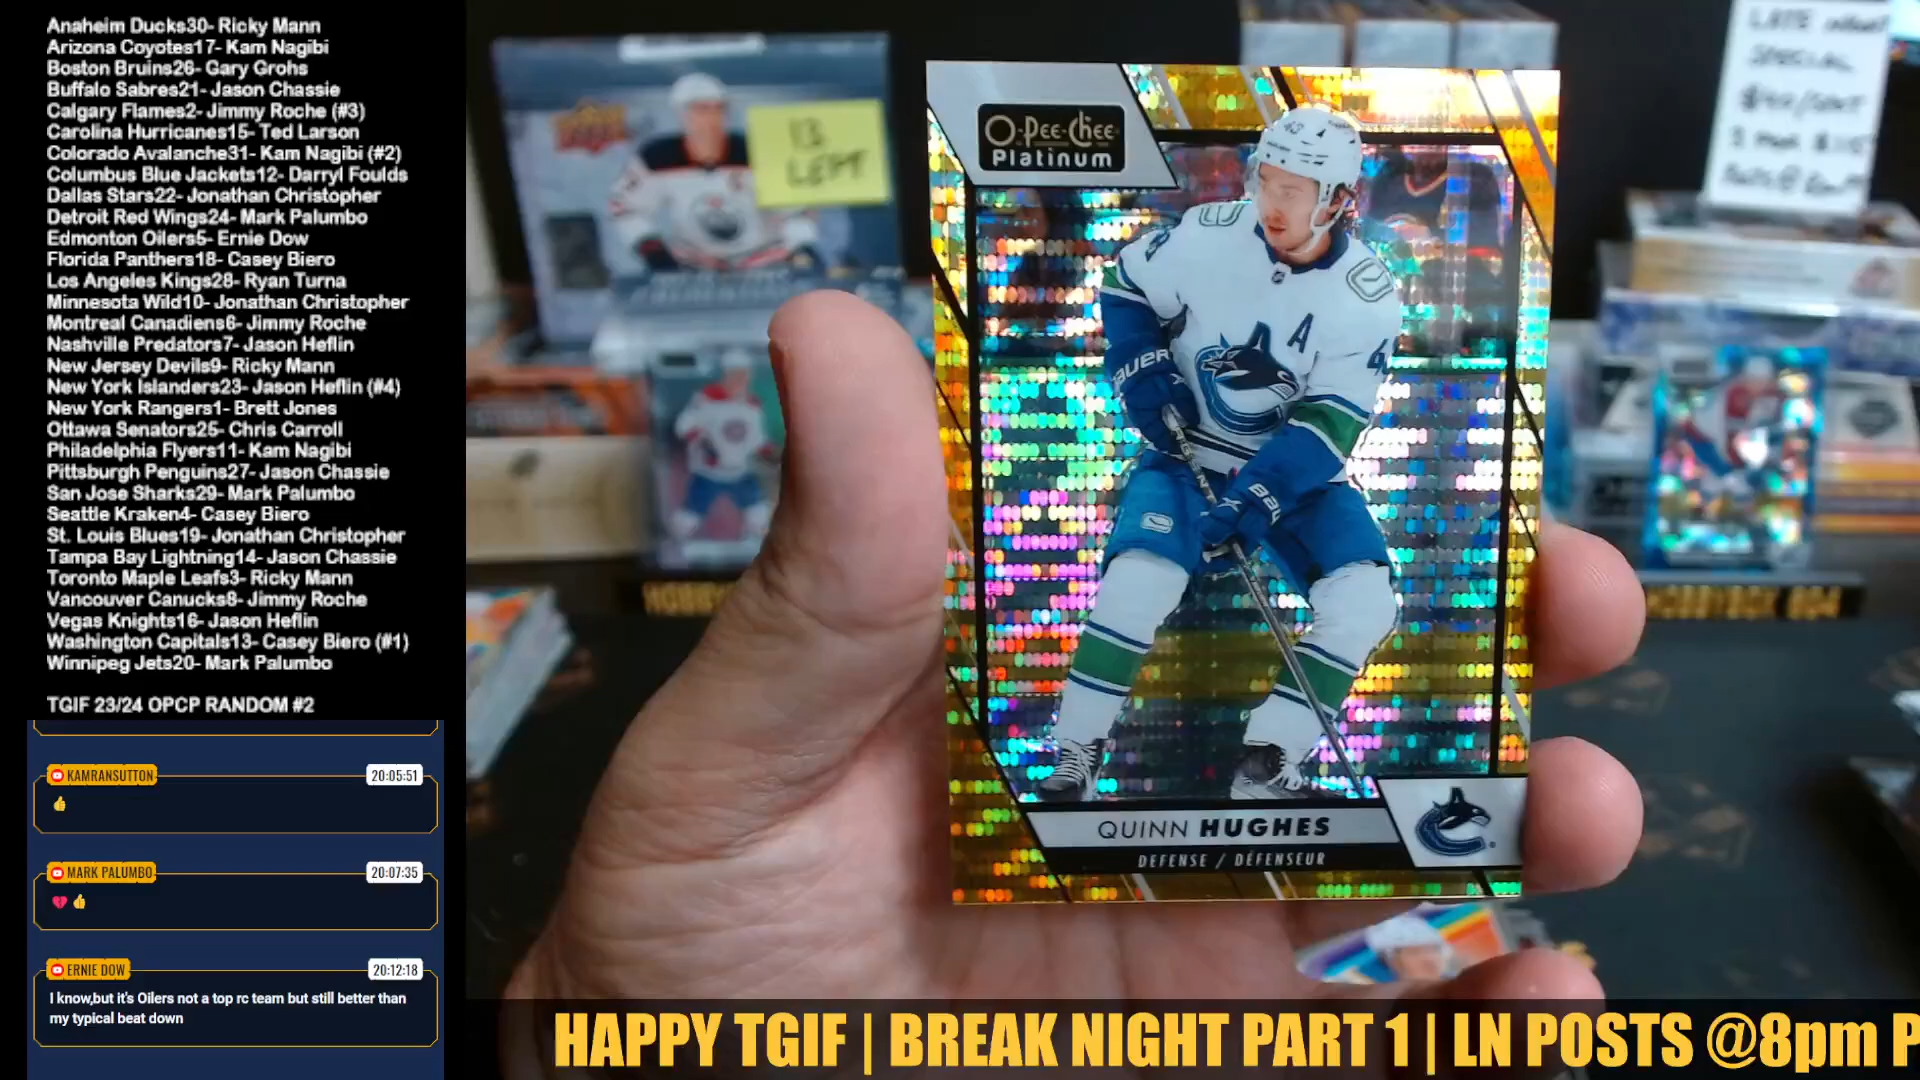 Anaheim Ducks30- Ricky Mann
Arizona Coyotes17- Kam Nagibi
Boston Bruins26- Gary Grohs
Buffalo Sabres21- Jason Chassie
Calgary Flames2- Jimmy Roche (#3)
Carolina Hurricanes15- Ted Larson
Colorado Avalanche31- Kam Nagibi (#2)
Columbus Blue Jackets12- Darryl Foulds
Dallas Stars22- Jonathan Christopher
Detroit Red Wings24- Mark Palumbo
Edmonton Oilers5- Ernie Dow
Florida Panthers18- Casey Biero
Los Angeles Kings28- Ryan Turna
Minnesota Wild10- Jonathan Christopher
Montreal Canadiens6- Jimmy Roche
Nashville Predators7- Jason Heflin
New Jersey Devils9- Ricky Mann
New York Islanders23- Jason Heflin (#4)
New York Rangers1- Brett Jones
Ottawa Senators25- Chris Carroll
Philadelphia Flyers11- Kam Nagibi
Pittsburgh Penguins27- Jason Chassie
San Jose Sharks29- Mark Palumbo
Seattle Kraken4- Casey Biero
St. Louis Blues19- Jonathan Christopher
Tampa Bay Lightning14- Jason Chassie
Toronto Maple Leafs3- Ricky Mann
Vancouver Canucks8- Jimmy Roche
Vegas Knights16- Jason Heflin
Washington Capitals13- Casey Biero (#1)
Winnipeg Jets20- Mark Palumbo
TGIF 23/24 OPCP RANDOM #2
KAMRANSUTTON 20:05:51
👍
MARK PALUMBO 20:07:35
💔👍
ERNIE DOW 20:12:18
I know,but it's Oilers not a top rc team but still better than
my typical beat down
13
LEFT
LATE NIGHT
SPECIAL
O-Pee-Chee
Platinum
43
A
BAUER
QUINN HUGHES
DEFENSE / DÉFENSEUR
HAPPY TGIF | BREAK NIGHT PART 1 | LN POSTS @8pm P